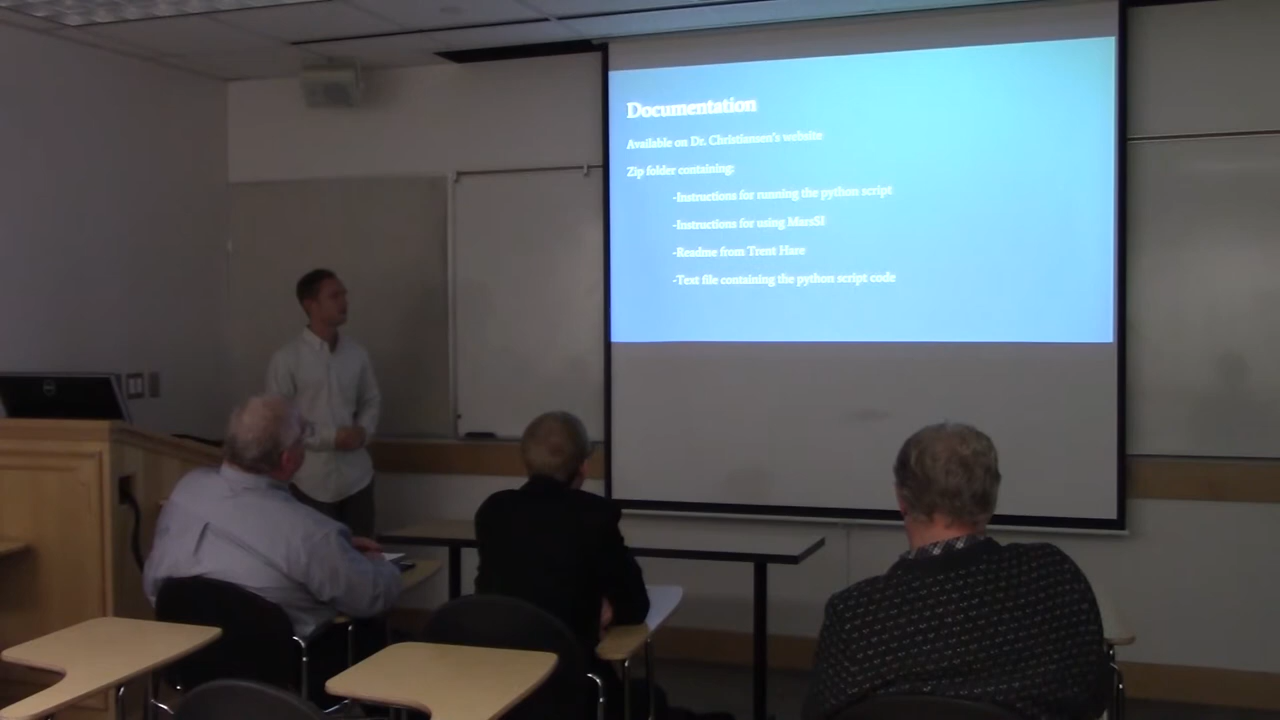 Documentation
Available on Dr. Christiansen's website
Zip folder containing:
-Instructions for running the python script
-Instructions for using MarsSI
-Readme from Trent Hare
-Text file containing the python script code